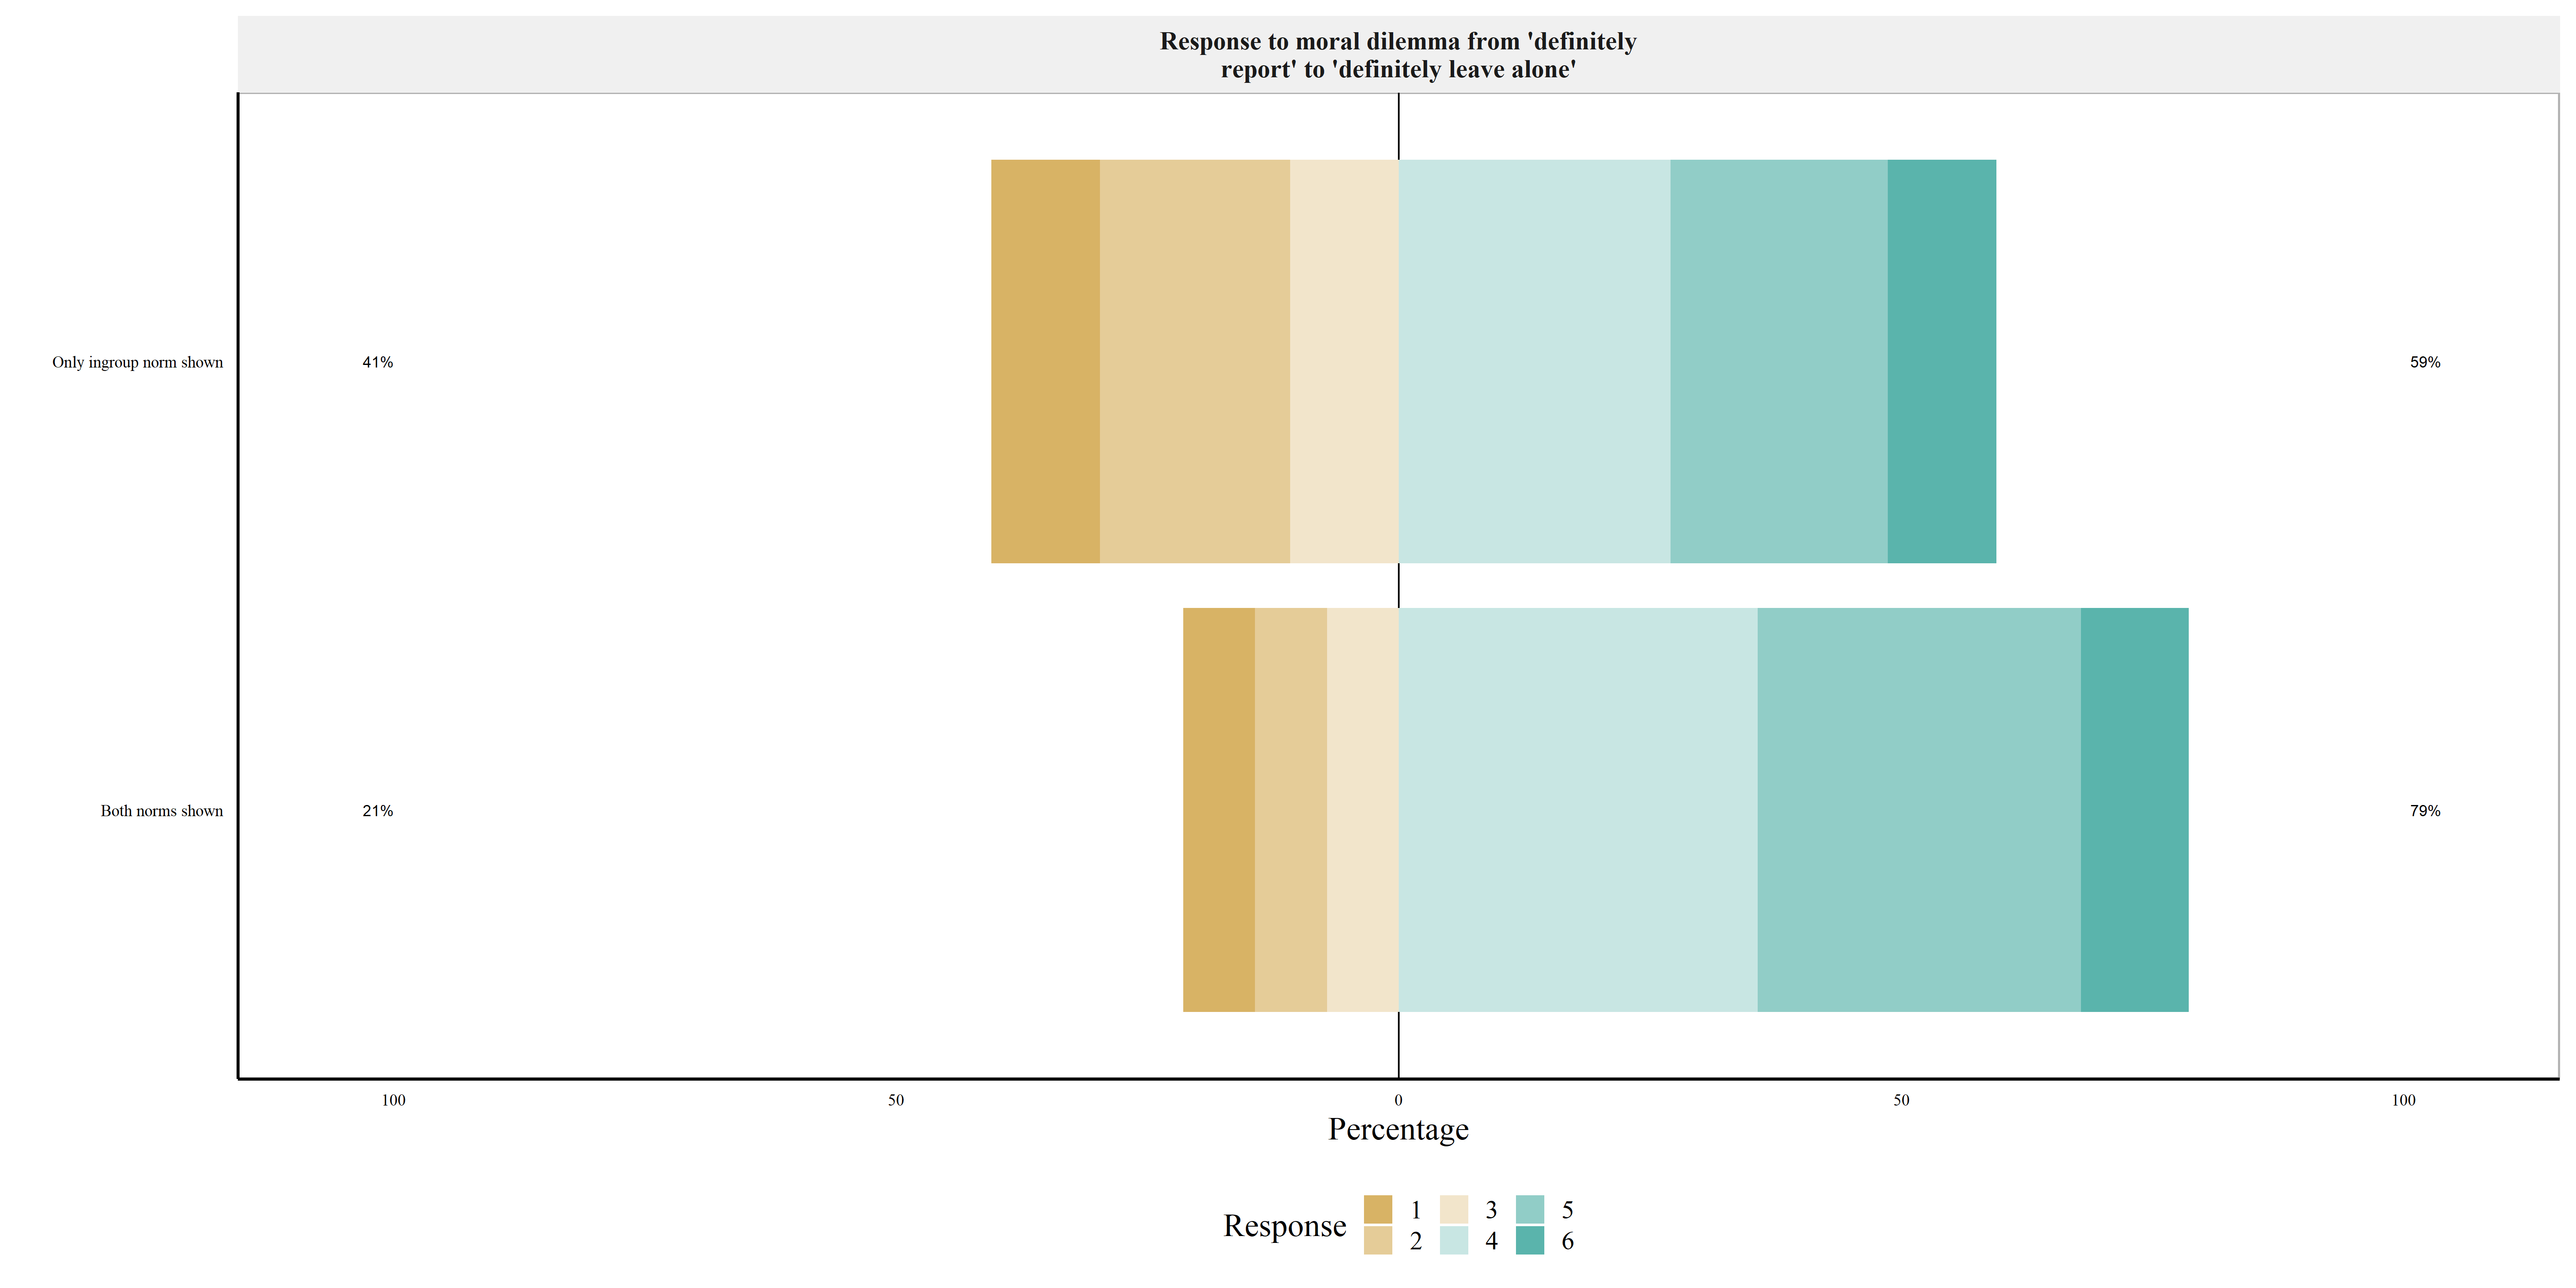 Response to moral dilemma from 'definitely
report' to 'definitely leave alone'
Only ingroup norm shown
41%
59%
Both norms shown
21%
79%
100
50
0
50
100
Percentage
Response
1
3
5
2
4
6